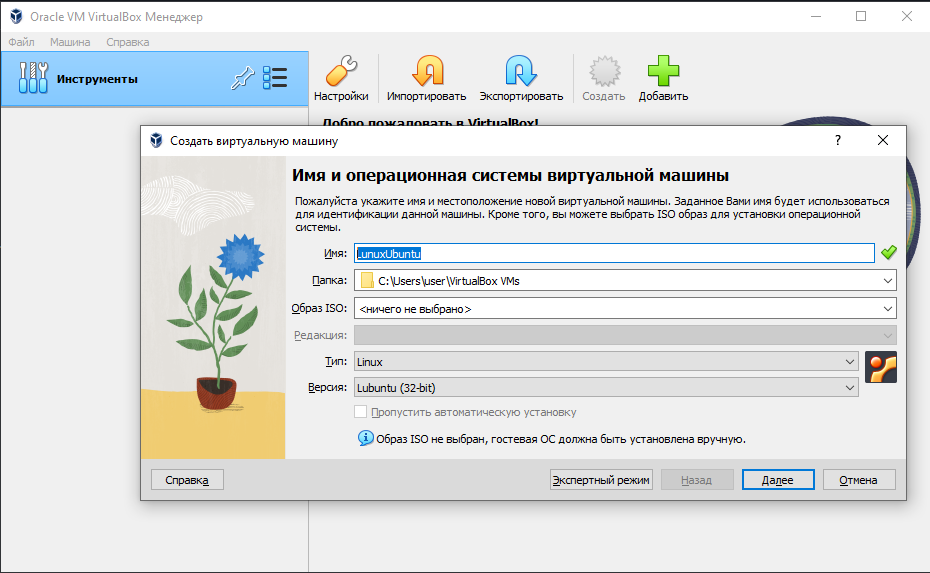 Oracle VM VirtualBox Менеджер
Файл Машина Справка
Инструменты
Настройки Импортировать Экспортировать Создать Добавить
Добро пожаловать в VirtualBox!
Создать виртуальную машину
?
Имя и операционная системы виртуальной машины
Пожалуйста укажите имя и местоположение новой виртуальной машины. Заданное Вами имя будет использоваться
для идентификации данной машины. Кроме того, вы можете выбрать ISO образ для установки операционной
системы.
Имя: LunuxUbuntu
Папка: C:\Users\user\VirtualBox VMs
Образ ISO: <ничего не выбрано>
Редакция:
Тип: Linux
Версия: Lubuntu (32-bit)
Пропустить автоматическую установку
Образ ISO не выбран, гостевая ОС должна быть установлена вручную.
Справка Экспертный режим Назад Далее Отмена